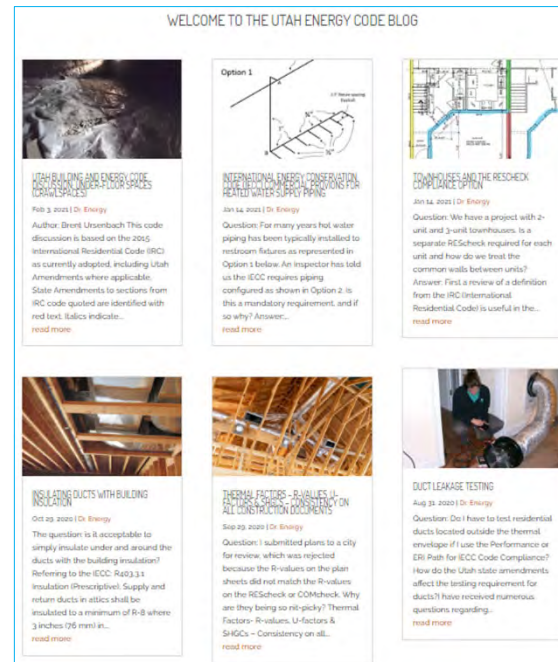 WELCOME TO THE UTAH ENERGY CODE BLOG
Option 1
UTAH BUILDING AND ENERGY CODE
DISCUSSION, UNDER-FLOOR SPACES
(CRAWLSPACES)
Feb 3, 2021 | Dr. Energy
Author: Brent Ursenbach This code
discussion is based on the 2015
International Residential Code (IRC)
as currently adopted, including Utah
Amendments where applicable.
State Amendments to sections from
IRC code quoted are identified with
red text. Italics indicate...
read more
INTERNATIONAL ENERGY CONSERVATION
CODE (IECC) COMMERCIAL PROVIONS FOR
HEATED WATER SUPPLY PIPING
Jan 14, 2021 | Dr. Energy
Question: For many years hot water
piping has been typically installed to
restroom fixtures as represented in
Option 1 below. An inspector has told
us the IECC requires piping
configured as shown in Option 2. Is
this a mandatory requirement, and if
so why? Answer:...
read more
TOWNHOUSES AND THE RESCHECK
COMPLIANCE OPTION
Jan 14, 2021 | Dr. Energy
Question: We have a project with 2-
unit and 3-unit townhouses. Is a
separate REScheck required for each
unit and how do we treat the
common walls between units?
Answer: First a review of a definition
from the IRC (International
Residential Code) is useful in the...
read more
INSULATING DUCTS WITH BUILDING
INSULATION
Oct 29, 2020 | Dr. Energy
The question is it acceptable to
simply insulate under and around the
ducts with the building insulation?
Referring to the IECC: R403.3.1
Insulation (Prescriptive). Supply and
return ducts in attics shall be
insulated to a minimum of R-8 where
3 inches (76 mm) in...
read more
THERMAL FACTORS – R-VALUES, U-
FACTORS & SHGCS – CONSISTENCY ON
ALL CONSTRUCTION DOCUMENTS
Sep 29, 2020 | Dr. Energy
Question: I submitted plans to a city
for review, which was rejected
because the R-values on the plan
sheets did not match the R-values
on the REScheck or COMcheck. Why
are they being so nit-picky? Thermal
Factors- R-values, U-factors &
SHGCs – Consistency on all...
read more
DUCT LEAKAGE TESTING
Aug 31, 2020 | Dr. Energy
Question: Do I have to test residential
ducts located outside the thermal
envelope if I use the Performance or
ERI Path for IECC Code Compliance?
How do the Utah state amendments
affect the testing requirement for
ducts?I have received numerous
questions regarding...
read more